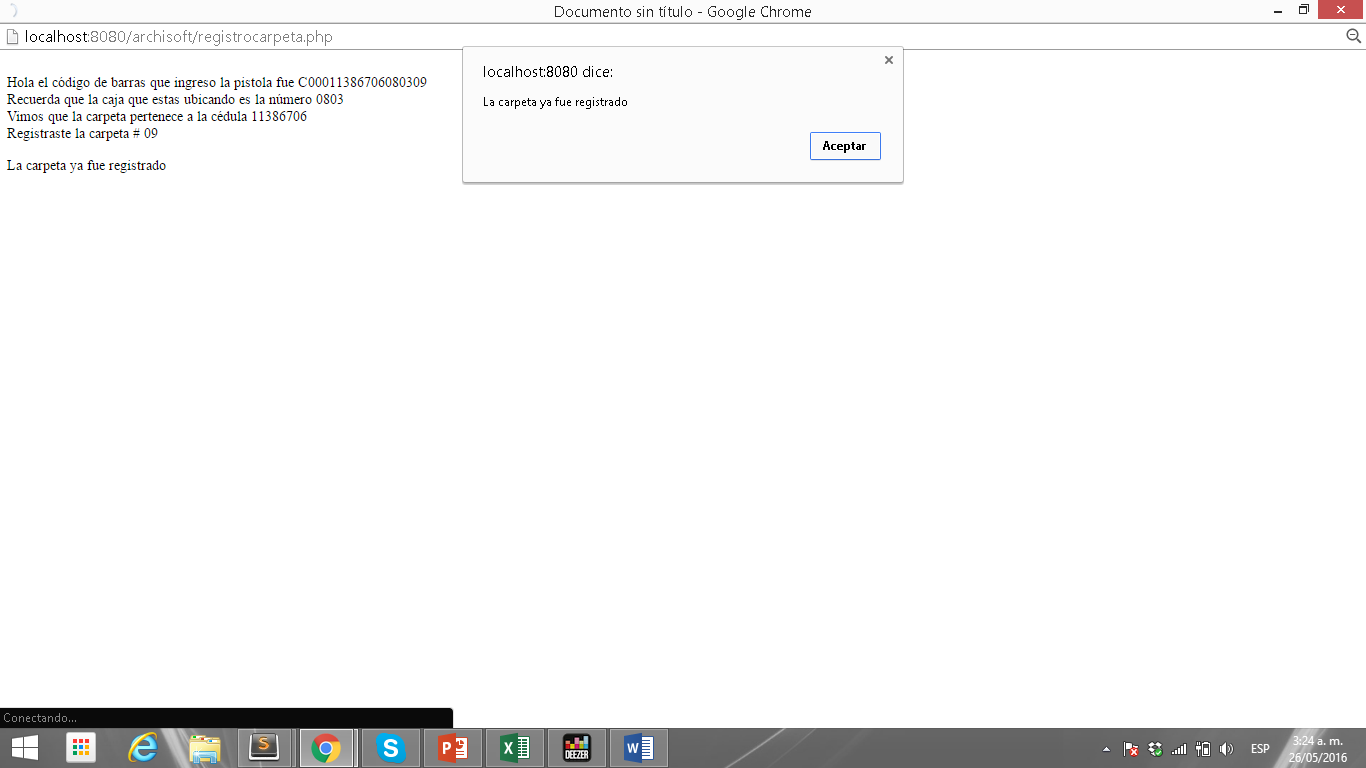 Documento sin título - Google Chrome
localhost:8080/archisoft/registrocarpeta.php
Hola el código de barras que ingreso la pistola fue C00011386706080309
Recuerda que la caja que estas ubicando es la número 0803
Vimos que la carpeta pertenece a la cédula 11386706
Registraste la carpeta # 09
La carpeta ya fue registrado
localhost:8080 dice:
La carpeta ya fue registrado
Aceptar
Conectando...
S
S
P
X
DEEZER
W
ESP
3:24 a. m.
26/05/2016